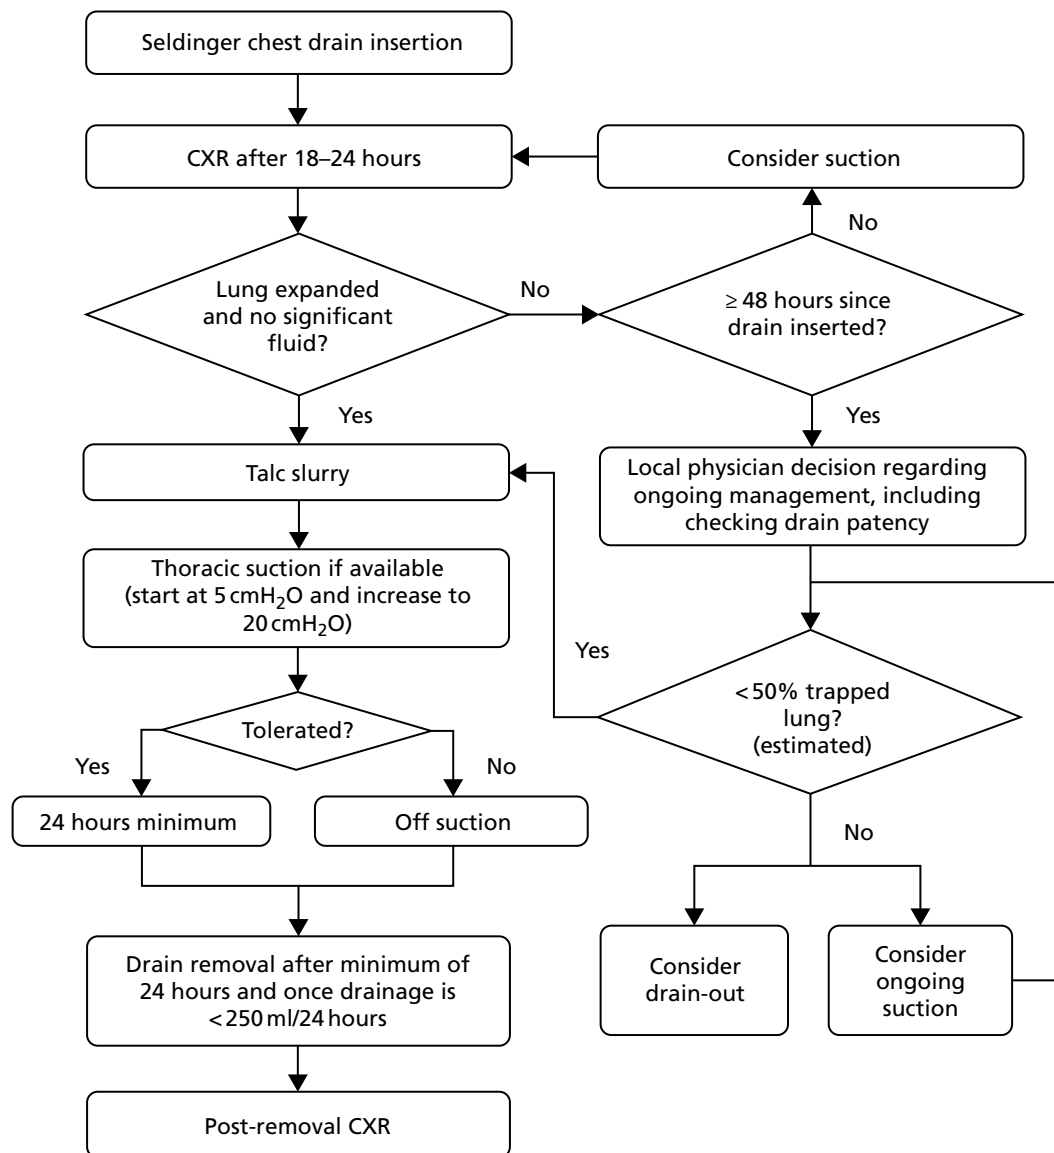 Seldinger chest drain insertion
CXR after 18–24 hours
Consider suction
No
Lung expanded
and no significant
fluid?
No
≥ 48 hours since
drain inserted?
Yes
Yes
Talc slurry
Local physician decision regarding
ongoing management, including
checking drain patency
Thoracic suction if available
(start at 5 cmH₂O and increase to
20 cmH₂O)
Yes
<50% trapped
lung?
(estimated)
Tolerated?
Yes
No
24 hours minimum
Off suction
No
Drain removal after minimum of
24 hours and once drainage is
<250 ml/24 hours
Consider
drain-out
Consider
ongoing
suction
Post-removal CXR